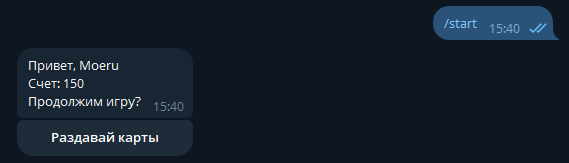 /start 15:40
Привет, Moeru
Счет: 150
Продолжим игру? 15:40
Раздавай карты